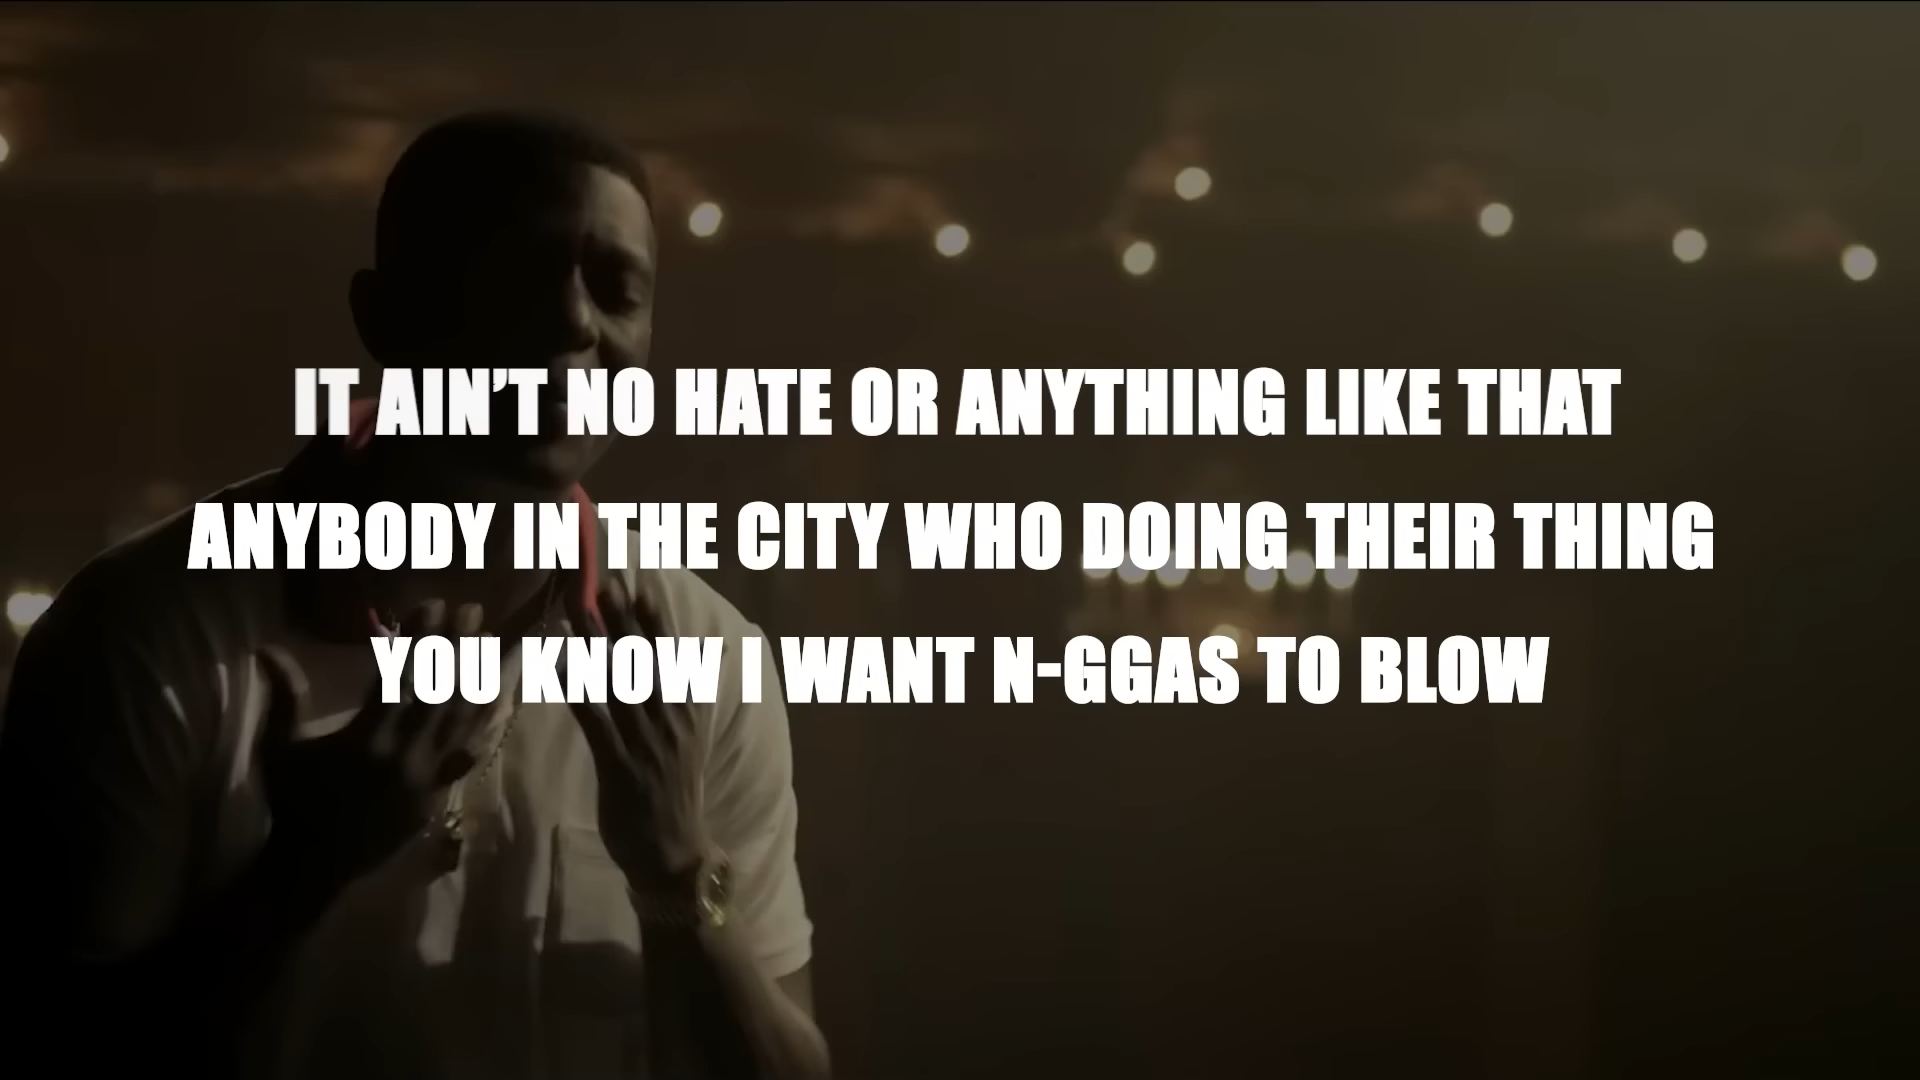 IT AIN’T NO HATE OR ANYTHING LIKE THAT
ANYBODY IN THE CITY WHO DOING THEIR THING
YOU KNOW I WANT N-GGAS TO BLOW